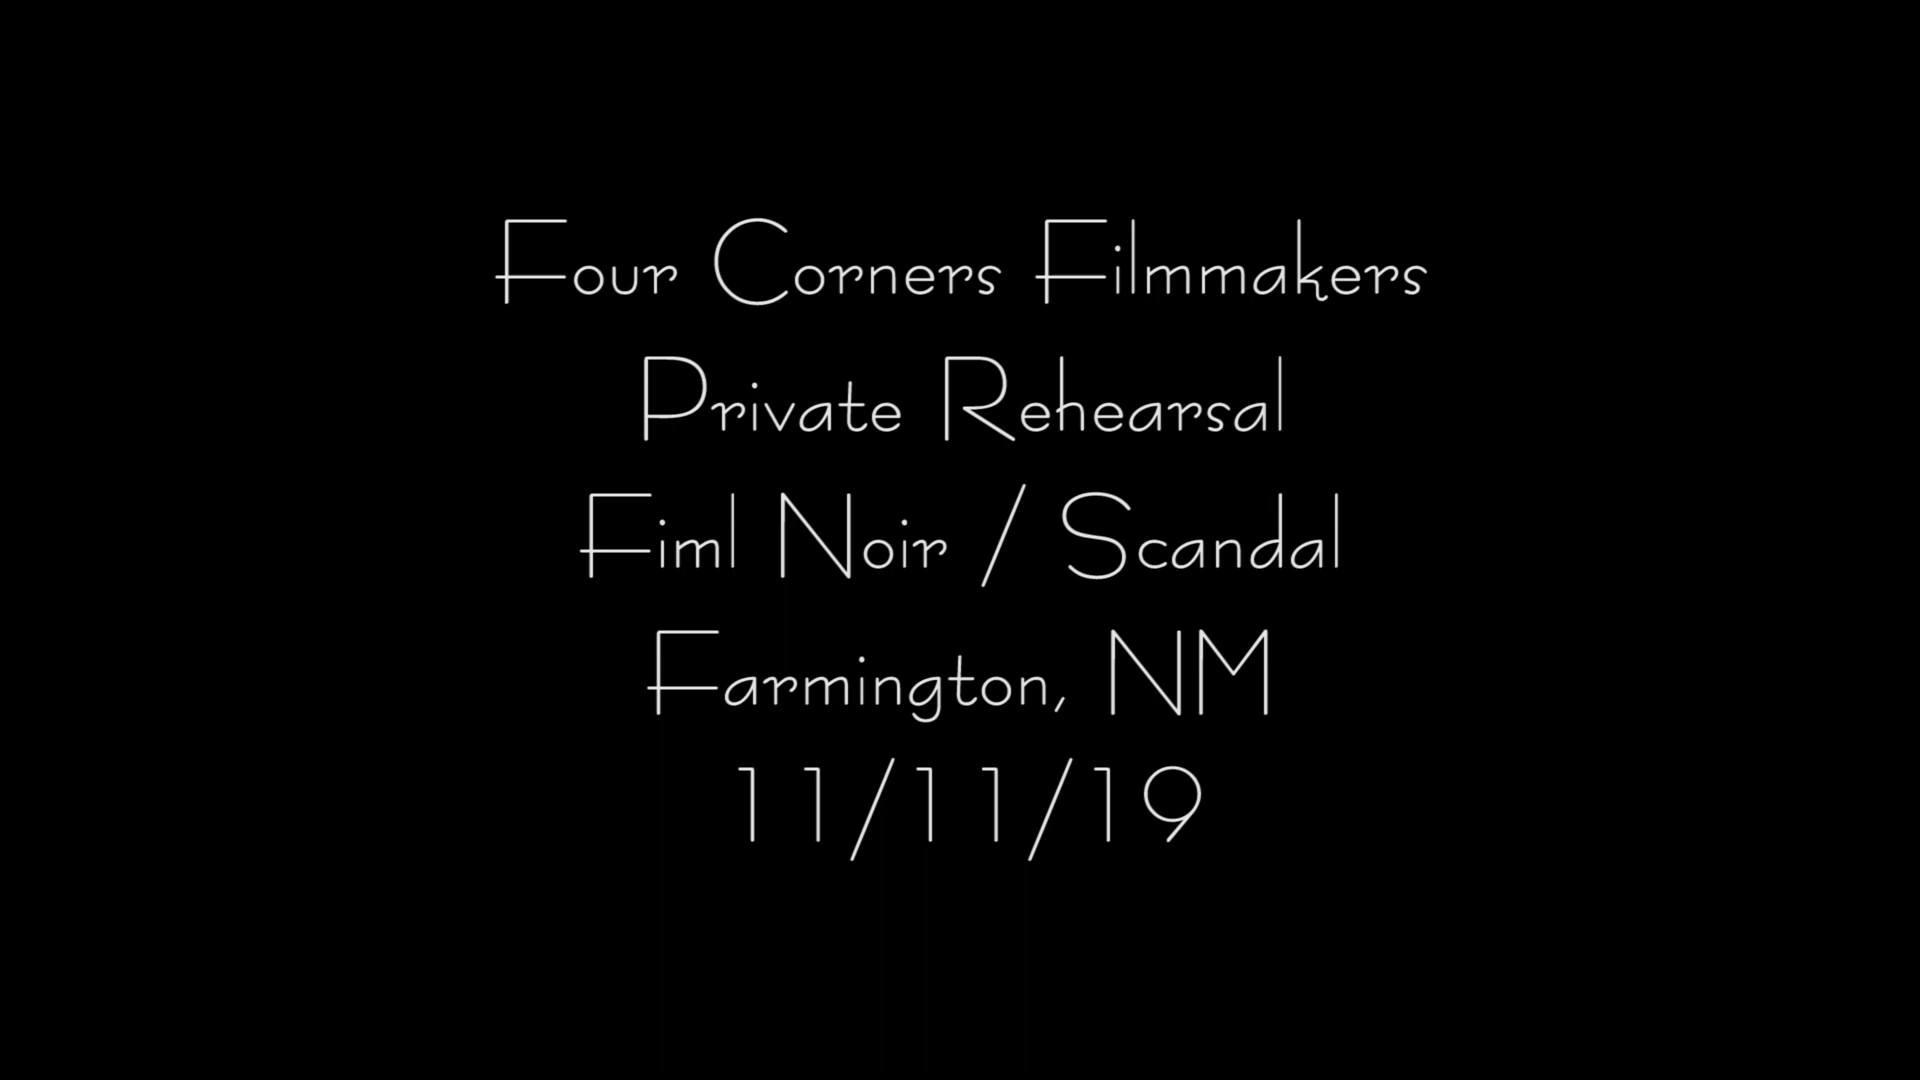 Four Corners Filmmakers
Private Rehearsal
Fiml Noir / Scandal
Farmington, NM
11/11/19